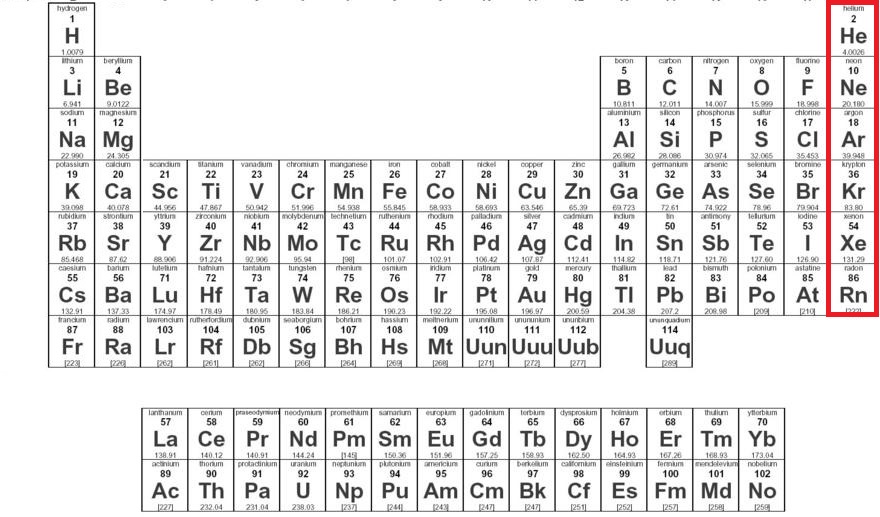 hydrogen helium
1 2
H He
1.0079 4.0026
lithium beryllium boron carbon nitrogen oxygen fluorine neon
3 4 5 6 7 8 9 10
Li Be B C N O F Ne
6.941 9.0122 10.811 12.011 14.007 15.999 18.998 20.180
sodium magnesium aluminium silicon phosphorus sulfur chlorine argon
11 12 13 14 15 16 17 18
Na Mg Al Si P S Cl Ar
22.990 24.305 26.982 28.086 30.974 32.065 35.453 39.948
potassium calcium scandium titanium vanadium chromium manganese iron cobalt nickel copper zinc gallium germanium arsenic selenium bromine krypton
19 20 21 22 23 24 25 26 27 28 29 30 31 32 33 34 35 36
K Ca Sc Ti V Cr Mn Fe Co Ni Cu Zn Ga Ge As Se Br Kr
39.098 40.078 44.956 47.867 50.942 51.996 54.938 55.845 58.933 58.693 63.546 65.39 69.723 72.61 74.922 78.96 79.904 83.80
rubidium strontium yttrium zirconium niobium molybdenum technetium ruthenium rhodium palladium silver cadmium indium tin antimony tellurium iodine xenon
37 38 39 40 41 42 43 44 45 46 47 48 49 50 51 52 53 54
Rb Sr Y Zr Nb Mo Tc Ru Rh Pd Ag Cd In Sn Sb Te I Xe
85.468 87.62 88.906 91.224 92.906 95.94 [98] 101.07 102.91 106.42 107.87 112.41 114.82 118.71 121.76 127.60 126.90 131.29
caesium barium lutetium hafnium tantalum tungsten rhenium osmium iridium platinum gold mercury thallium lead bismuth polonium astatine radon
55 56 71 72 73 74 75 76 77 78 79 80 81 82 83 84 85 86
Cs Ba Lu Hf Ta W Re Os Ir Pt Au Hg Tl Pb Bi Po At Rn
132.91 137.33 174.97 178.49 180.95 183.84 186.21 190.23 192.22 195.08 196.97 200.59 204.38 207.2 208.98 [209] [210] [222]
francium radium lawrencium rutherfordium dubnium seaborgium bohrium hassium meitnerium ununnilium unununium ununbium ununquadium
87 88 103 104 105 106 107 108 109 110 111 112 114
Fr Ra Lr Rf Db Sg Bh Hs Mt Uun Uuu Uub Uuq
[223] [226] [262] [261] [262] [266] [264] [269] [268] [271] [272] [277] [289]
lanthanum cerium praseodymium neodymium promethium samarium europium gadolinium terbium dysprosium holmium erbium thulium ytterbium
57 58 59 60 61 62 63 64 65 66 67 68 69 70
La Ce Pr Nd Pm Sm Eu Gd Tb Dy Ho Er Tm Yb
138.91 140.12 140.91 144.24 [145] 150.36 151.96 157.25 158.93 162.50 164.93 167.26 168.93 173.04
actinium thorium protactinium uranium neptunium plutonium americium curium berkelium californium einsteinium fermium mendelevium nobelium
89 90 91 92 93 94 95 96 97 98 99 100 101 102
Ac Th Pa U Np Pu Am Cm Bk Cf Es Fm Md No
[227] 232.04 231.04 238.03 [237] [244] [243] [247] [247] [251] [252] [257] [258] [259]